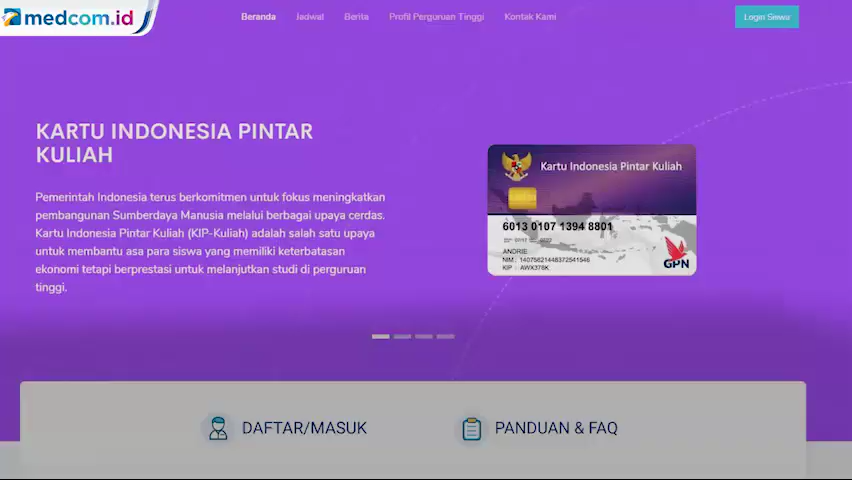 medcom.id
Beranda
Jadwal
Berita
Profil Perguruan Tinggi
Kontak Kami
Login Siswa
KARTU INDONESIA PINTAR
KULIAH
Pemerintah Indonesia terus berkomitmen untuk fokus meningkatkan
pembangunan Sumberdaya Manusia melalui berbagai upaya cerdas.
Kartu Indonesia Pintar Kuliah (KIP-Kuliah) adalah salah satu upaya
untuk membantu asa para siswa yang memiliki keterbatasan
ekonomi tetapi berprestasi untuk melanjutkan studi di perguruan
tinggi.
Kartu Indonesia Pintar Kuliah
6013 0107 1394 8801
ANDRIE
NIM : 14075621448372541546
KIP : AWX378K
GPN
DAFTAR/MASUK
PANDUAN & FAQ